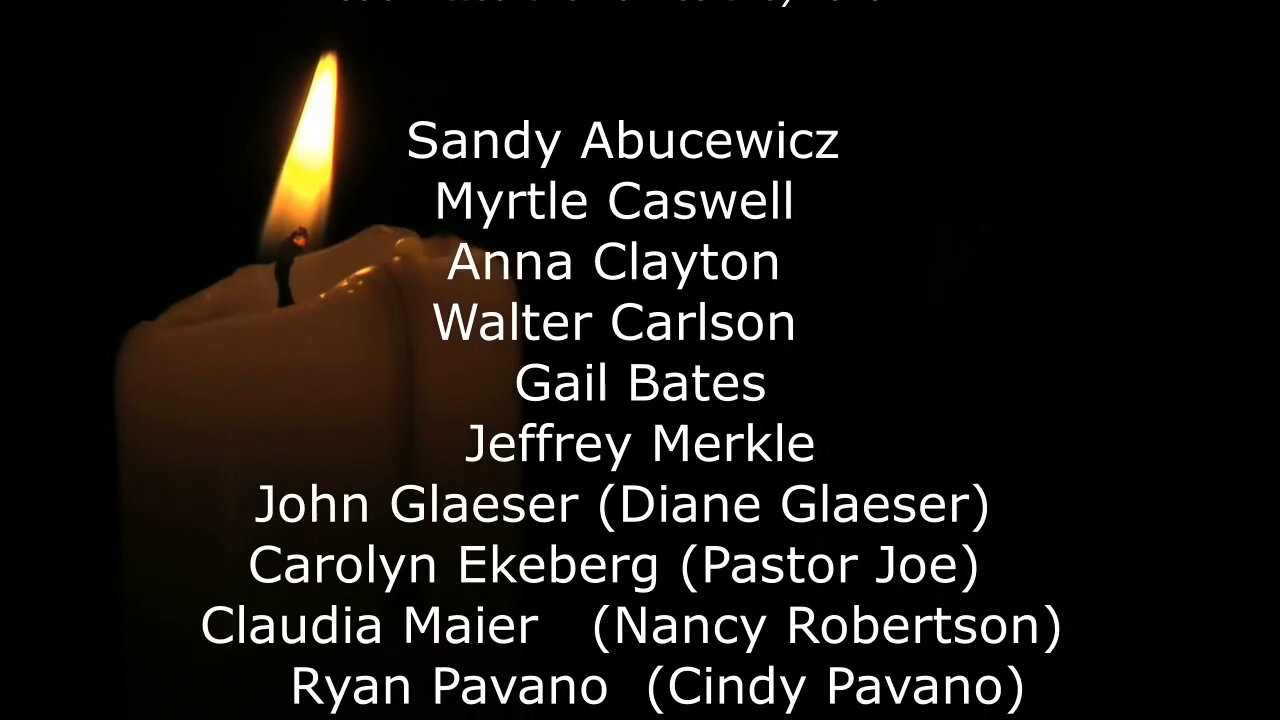 Sandy Abucewicz
Myrtle Caswell
Anna Clayton
Walter Carlson
Gail Bates
Jeffrey Merkle
John Glaeser (Diane Glaeser)
Carolyn Ekeberg (Pastor Joe)
Claudia Maier (Nancy Robertson)
Ryan Pavano (Cindy Pavano)